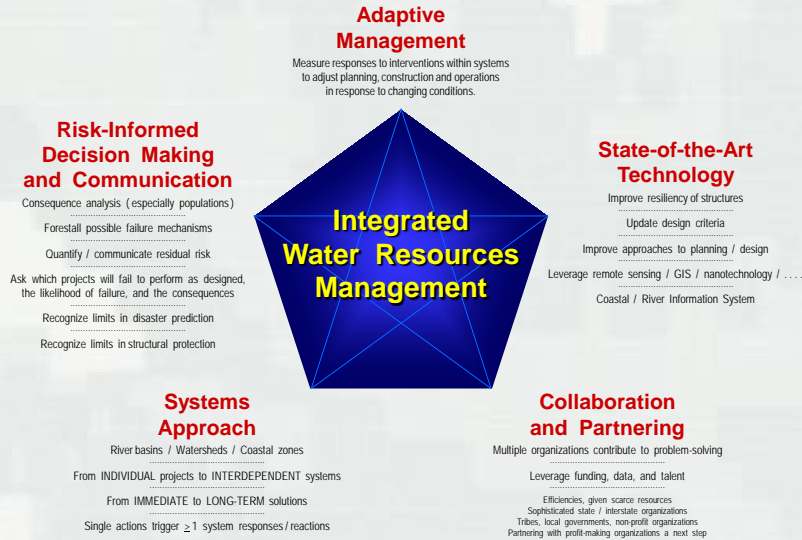 Adaptive
Management
Measure responses to interventions within systems
to adjust planning, construction and operations
in response to changing conditions.
Risk-Informed
Decision Making
and Communication
Consequence analysis (especially populations)
Forestall possible failure mechanisms
Quantify / communicate residual risk
Ask which projects will fail to perform as designed,
the likelihood of failure, and the consequences
Recognize limits in disaster prediction
Recognize limits in structural protection
State-of-the-Art
Technology
Improve resiliency of structures
Update design criteria
Improve approaches to planning / design
Leverage remote sensing / GIS / nanotechnology / . . . .
Coastal / River Information System
Integrated
Water Resources
Management
Systems
Approach
River basins / Watersheds / Coastal zones
From INDIVIDUAL projects to INTERDEPENDENT systems
From IMMEDIATE to LONG-TERM solutions
Single actions trigger ≥1 system responses / reactions
Collaboration
and Partnering
Multiple organizations contribute to problem-solving
Leverage funding, data, and talent
Efficiencies, given scarce resources
Sophisticated state / interstate organizations
Tribes, local governments, non-profit organizations
Partnering with profit-making organizations a next step